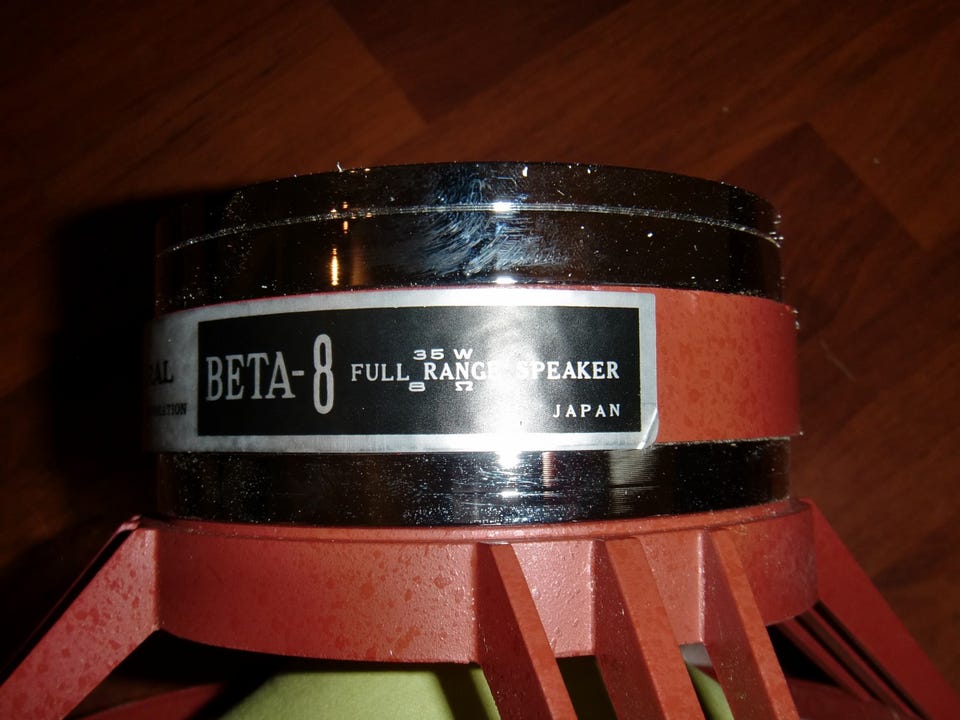 BETA-8
35 W
FULL RANGE SPEAKER
8 Ω
JAPAN